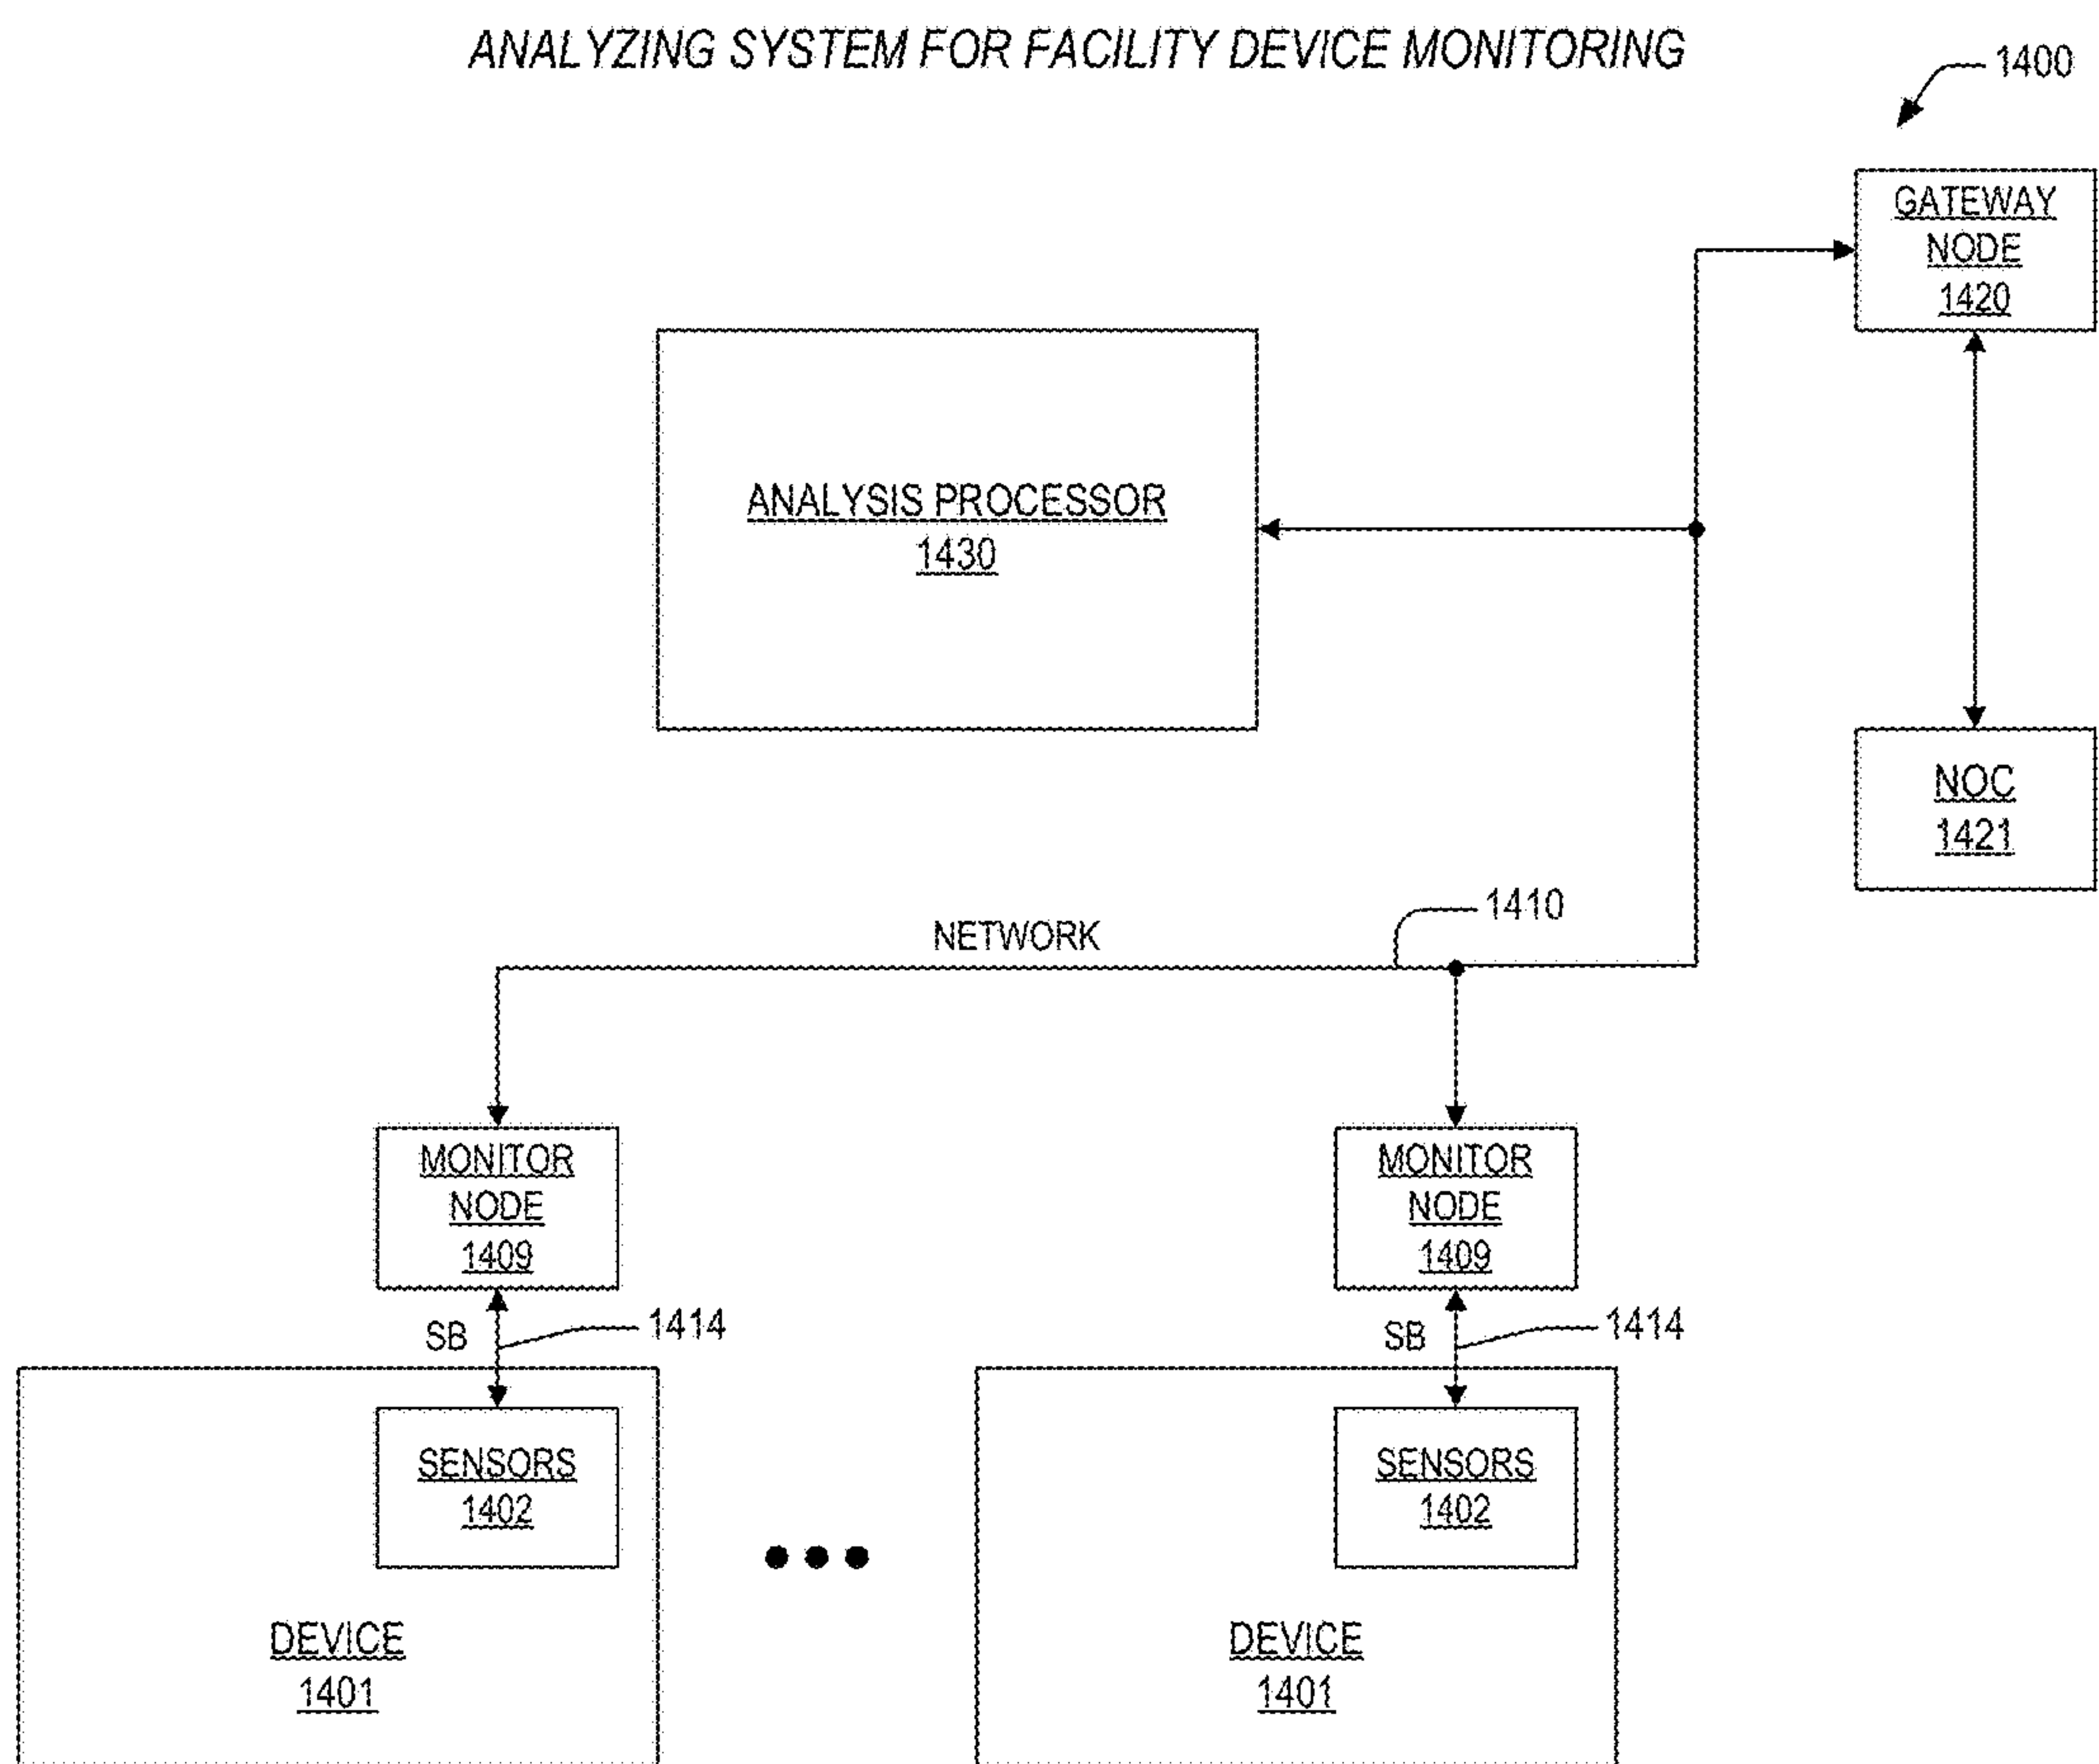 ANALYZING SYSTEM FOR FACILITY DEVICE MONITORING
1400
GATEWAY
NODE
1420
ANALYSIS PROCESSOR
1430
NOC
1421
1410
NETWORK
MONITOR
NODE
1409
MONITOR
NODE
1409
SB
1414
SB
1414
SENSORS
1402
SENSORS
1402
DEVICE
1401
DEVICE
1401